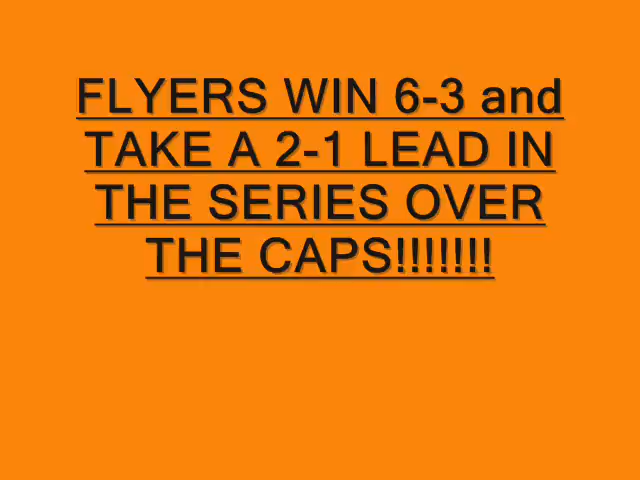 FLYERS WIN 6-3 and
TAKE A 2-1 LEAD IN
THE SERIES OVER
THE CAPS!!!!!!!